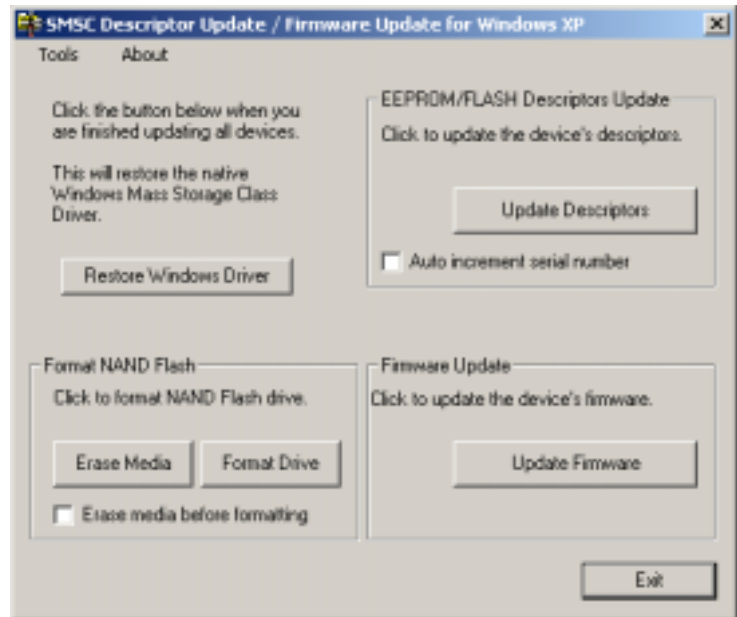 SMSC Descriptor Update / Firmware Update for Windows XP
Tools About
Click the button below when you
are finished updating all devices.
This will restore the native
Windows Mass Storage Class
Driver.
Restore Windows Driver
EEPROM/FLASH Descriptors Update
Click to update the device's descriptors.
Update Descriptors
Auto increment serial number
Format NAND Flash
Click to format NAND Flash drive.
Erase Media Format Drive
Erase media before formatting
Firmware Update
Click to update the device's firmware.
Update Firmware
Exit